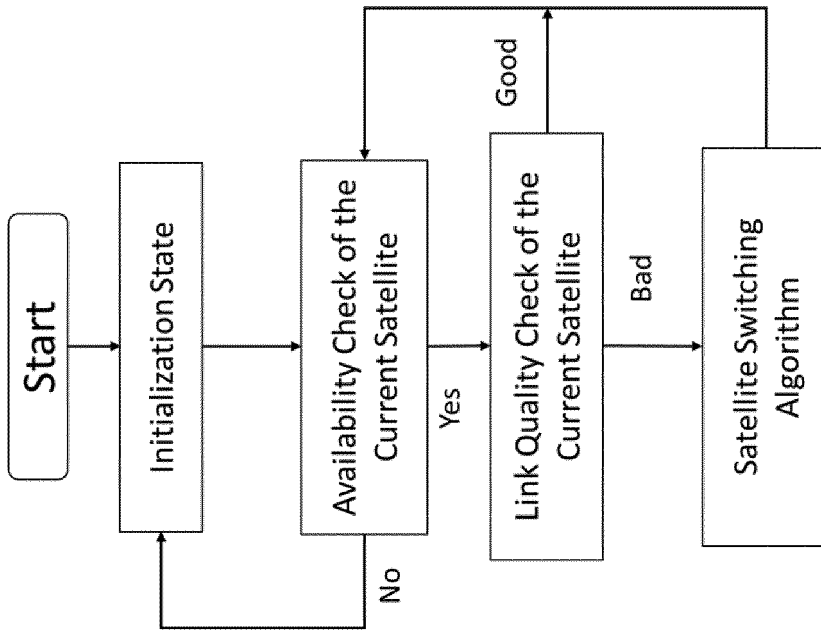 Start
Initialization State
Availability Check of the
Current Satellite
No
Yes
Link Quality Check of the
Current Satellite
Good
Bad
Satellite Switching
Algorithm